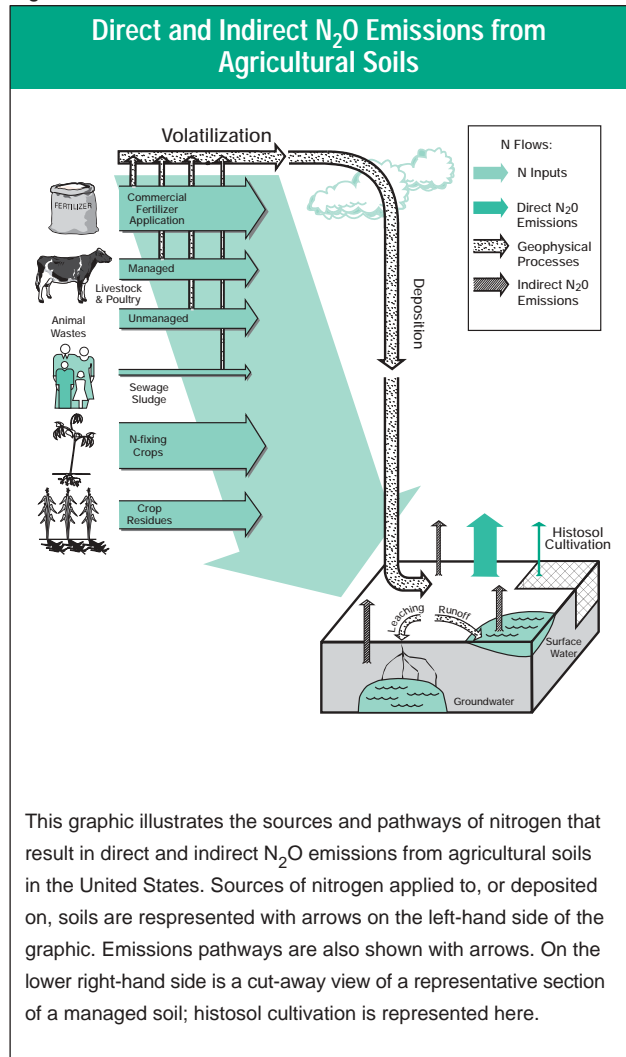 Direct and Indirect N₂O Emissions from
Agricultural Soils
Volatilization
N Flows:
N Inputs
Direct N₂0
Emissions
Geophysical
Processes
Indirect N₂0
Emissions
FERTILIZER
Commercial
Fertilizer
Application
Managed
Livestock
& Poultry
Unmanaged
Animal
Wastes
Sewage
Sludge
N-fixing
Crops
Crop
Residues
Deposition
Histosol
Cultivation
Leaching
Runoff
Surface
Water
Groundwater
This graphic illustrates the sources and pathways of nitrogen that
result in direct and indirect N₂O emissions from agricultural soils
in the United States. Sources of nitrogen applied to, or deposited
on, soils are respresented with arrows on the left-hand side of the
graphic. Emissions pathways are also shown with arrows. On the
lower right-hand side is a cut-away view of a representative section
of a managed soil; histosol cultivation is represented here.